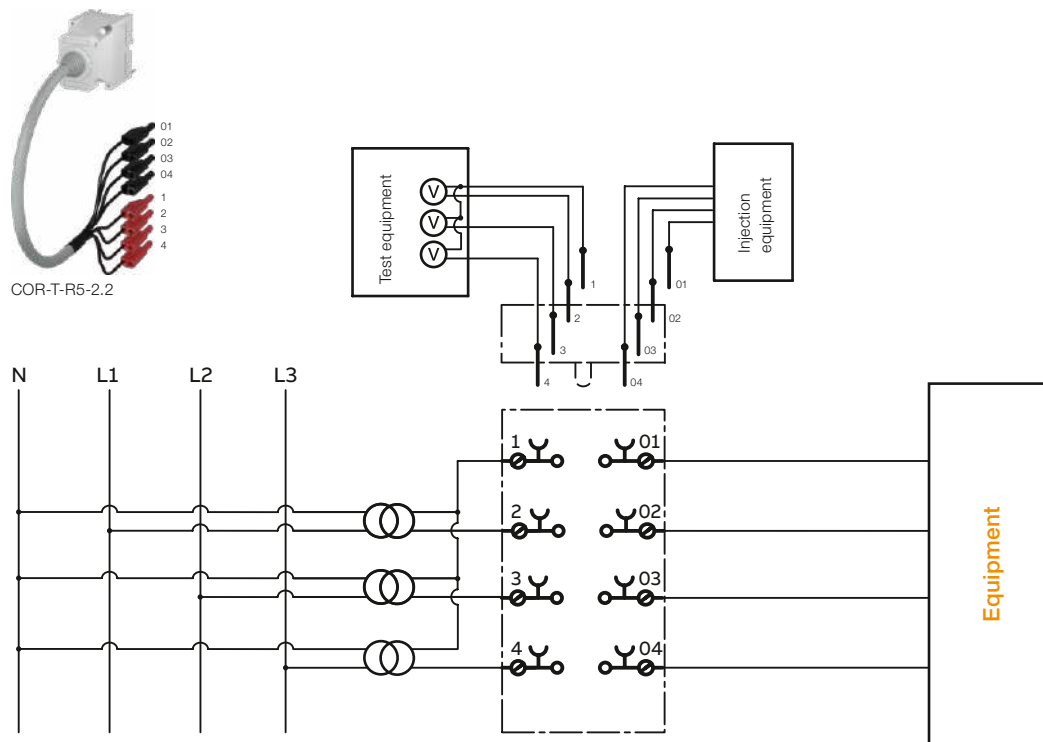 01
02
03
04
1
2
3
4
COR-T-R5-2.2
Test equipment
V
V
V
Injection
equipment
1
2
3
4
01
02
03
04
N L1 L2 L3
1 01
2 02
3 03
4 04
Equipment